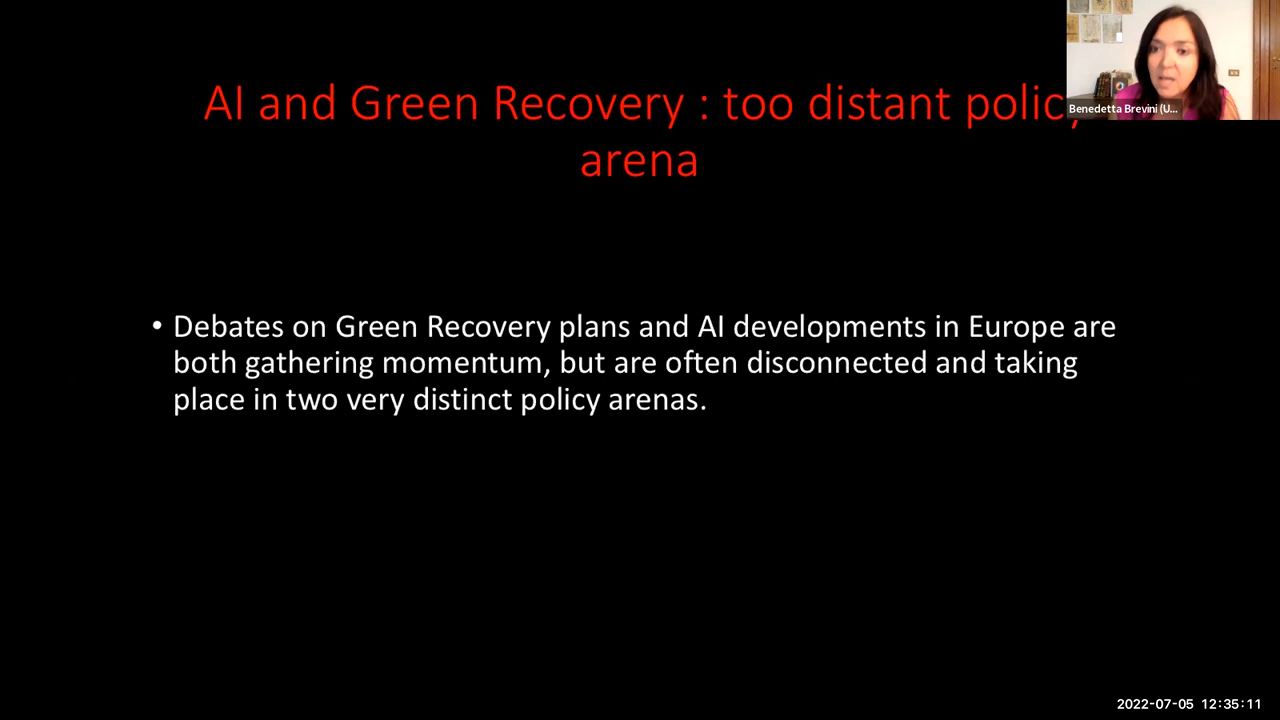 AI and Green Recovery : too distant policy
arena
Benedetta Brevini (U...
• Debates on Green Recovery plans and AI developments in Europe are
both gathering momentum, but are often disconnected and taking
place in two very distinct policy arenas.
2022-07-05 12:35:11